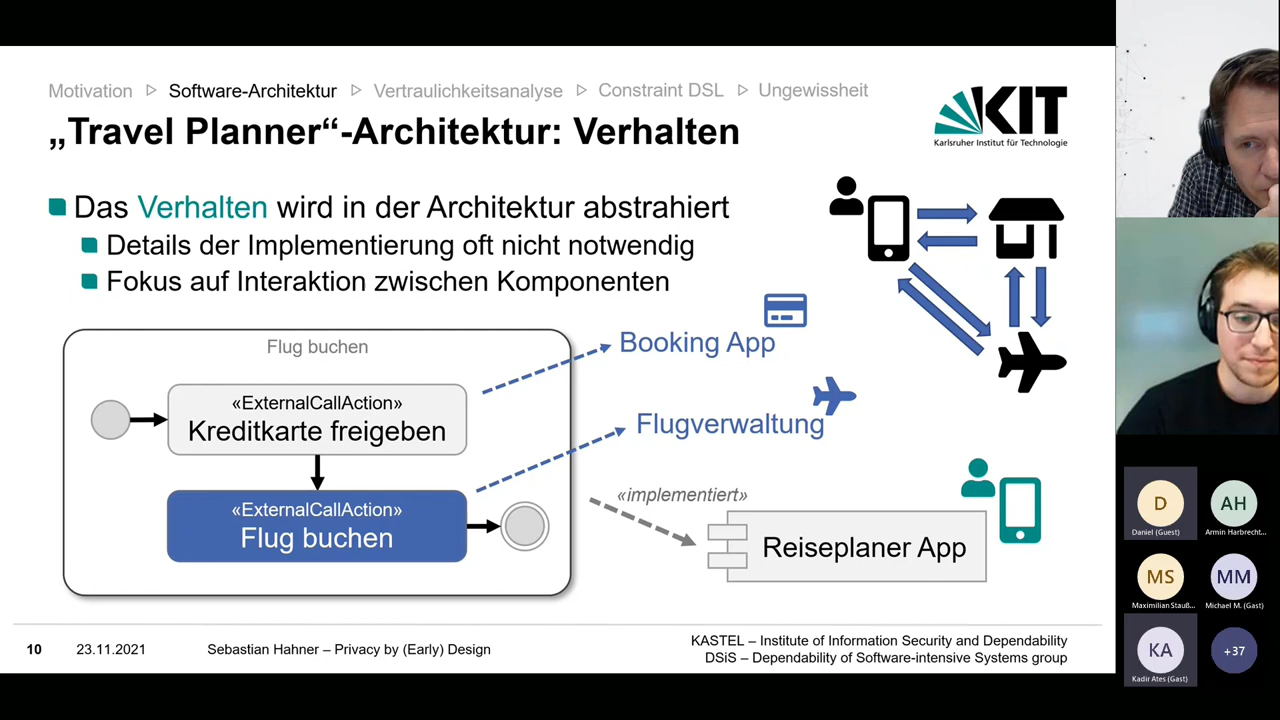 Motivation ▷ Software-Architektur ▷ Vertraulichkeitsanalyse ▷ Constraint DSL ▷ Ungewissheit
„Travel Planner“-Architektur: Verhalten
KIT
Karlsruher Institut für Technologie
Das Verhalten wird in der Architektur abstrahiert
Details der Implementierung oft nicht notwendig
Fokus auf Interaktion zwischen Komponenten
Flug buchen
«ExternalCallAction»
Kreditkarte freigeben
«ExternalCallAction»
Flug buchen
Booking App
Flugverwaltung
«implementiert»
Reiseplaner App
10 23.11.2021 Sebastian Hahner – Privacy by (Early) Design
KASTEL – Institute of Information Security and Dependability
DSiS – Dependability of Software-intensive Systems group
D
Daniel (Guest)
AH
Armin Harbrecht...
MS
Maximilian Stauß...
MM
Michael M. (Gast)
KA
Kadir Ates (Gast)
+37